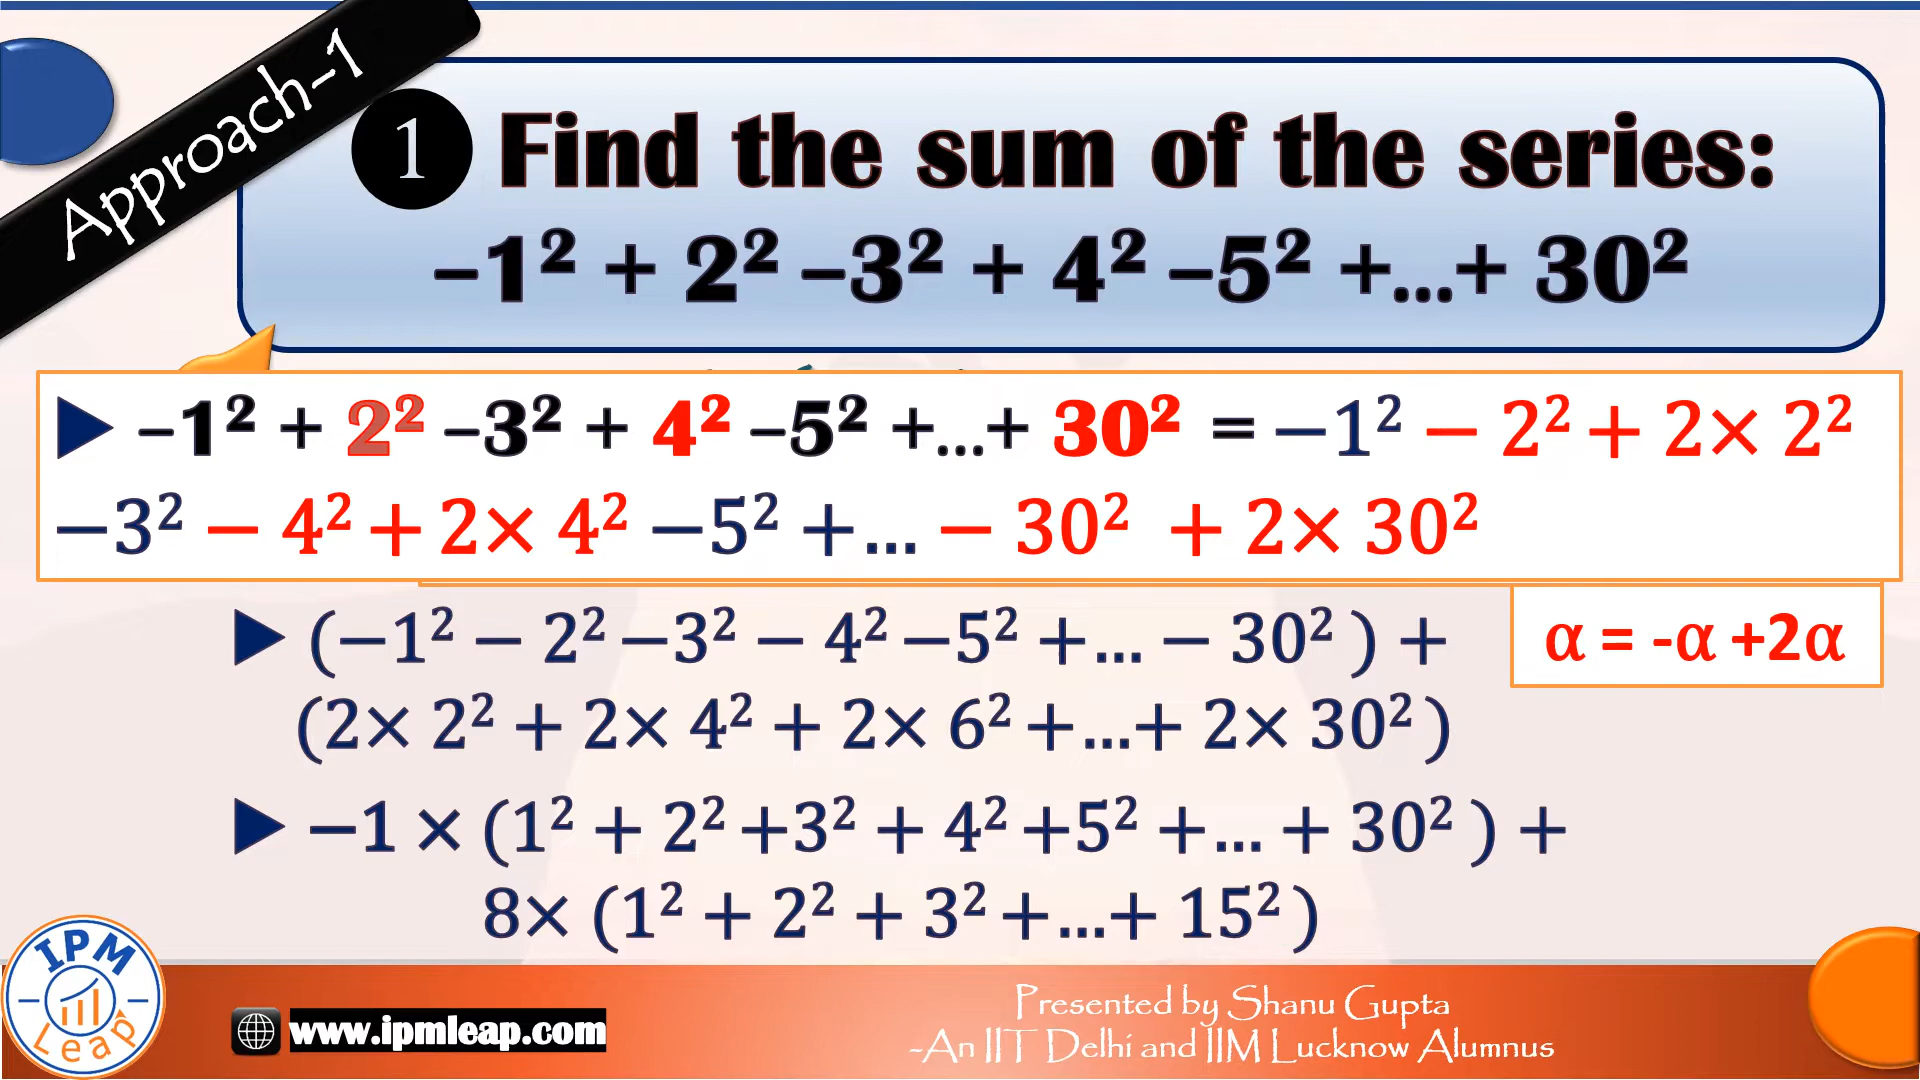 Approach-1
1 Find the sum of the series:
–1² + 2² –3² + 4² –5² +...+ 30²
–1² + 2² –3² + 4² –5² +...+ 30² = −1² − 2² + 2× 2²
−3² − 4² + 2× 4² −5² +... − 30² + 2× 30²
(−1² − 2² −3² − 4² −5² +... − 30² ) +
α = -α +2α
(2× 2² + 2× 4² + 2× 6² +...+ 2× 30² )
−1 × (1² + 2² +3² + 4² +5² +... + 30² ) +
8× (1² + 2² + 3² +...+ 15² )
IPM
Leap
www.ipmleap.com
Presented by Shanu Gupta
-An IIT Delhi and IIM Lucknow Alumnus